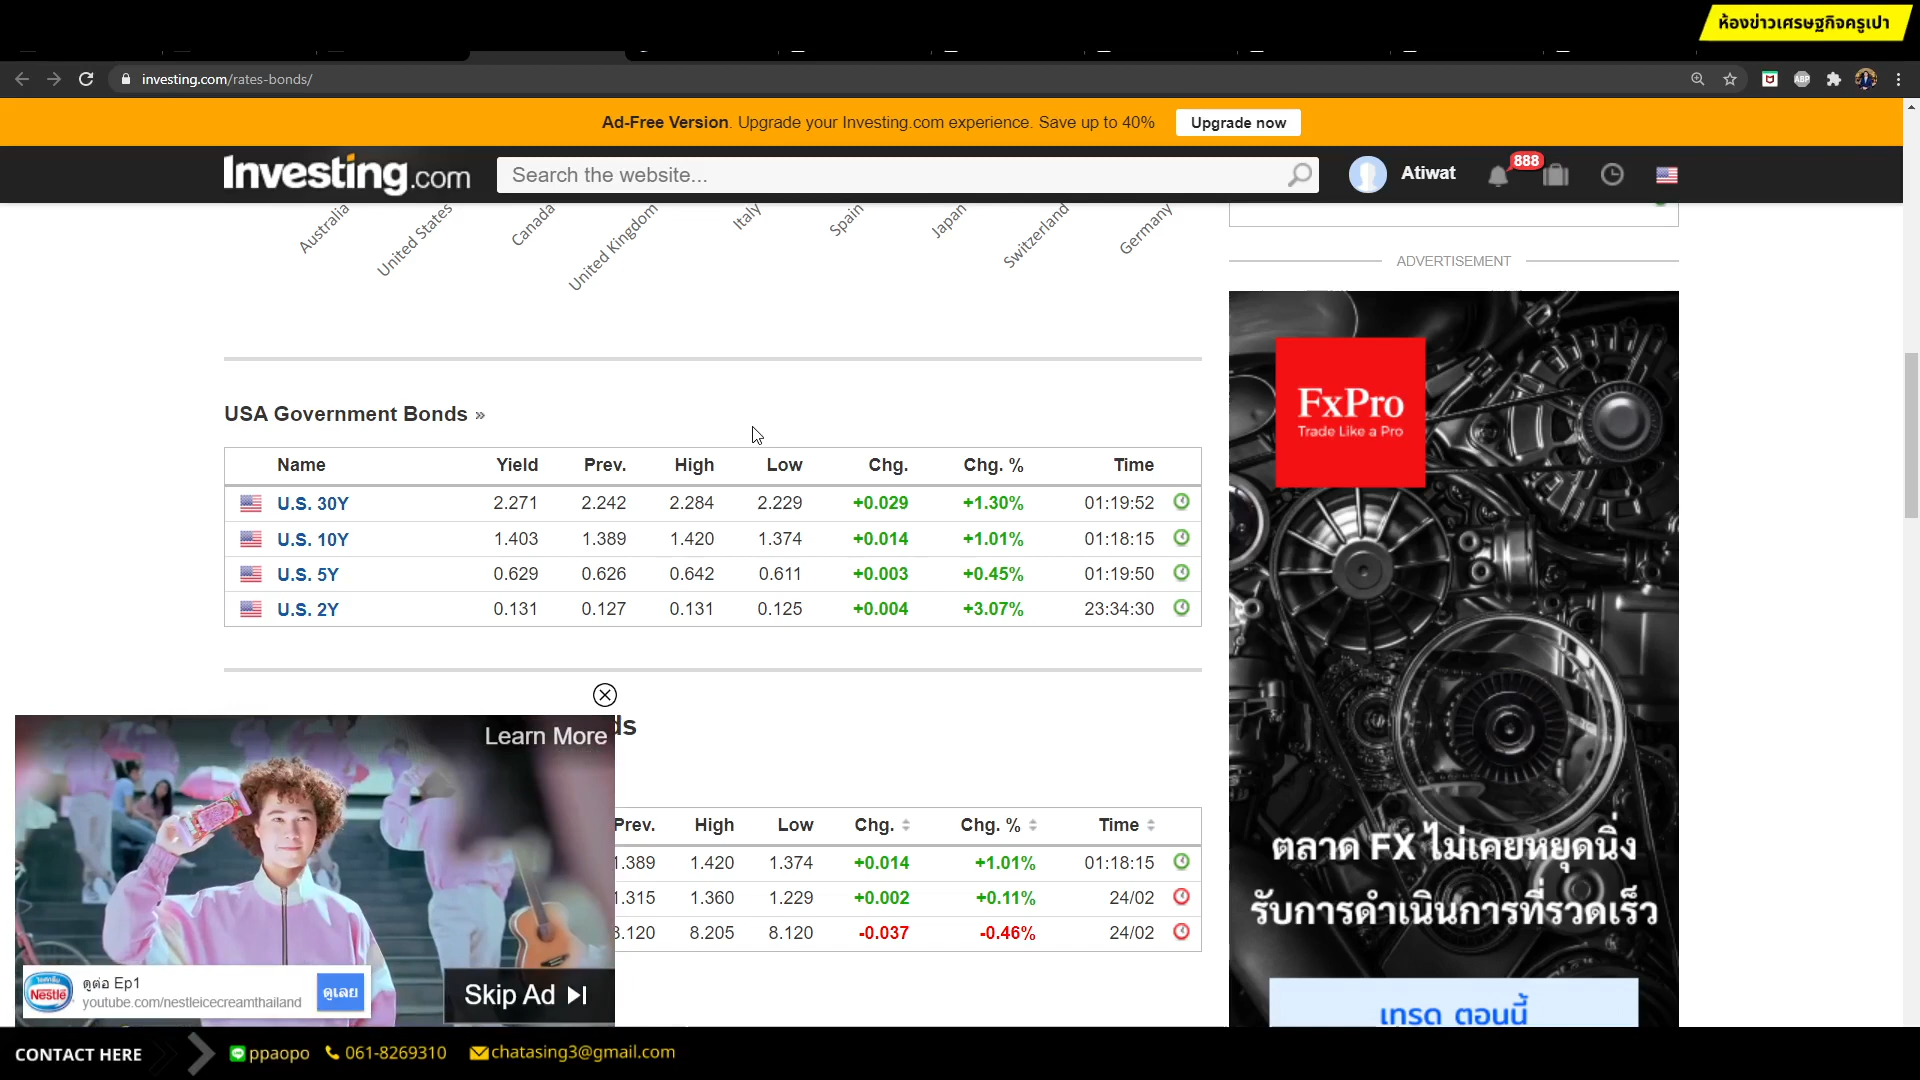 ห้องข่าวเศรษฐกิจครูเปา
investing.com/rates-bonds/
ABP
Ad-Free Version. Upgrade your Investing.com experience. Save up to 40%
Upgrade now
Investing.com
Search the website...
Atiwat
888
Australia
United States
Canada
United Kingdom
Italy
Spain
Japan
Switzerland
Germany
ADVERTISEMENT
FxPro
Trade Like a Pro
USA Government Bonds »
Name Yield Prev. High Low Chg. Chg. % Time
U.S. 30Y 2.271 2.242 2.284 2.229 +0.029 +1.30% 01:19:52
U.S. 10Y 1.403 1.389 1.420 1.374 +0.014 +1.01% 01:18:15
U.S. 5Y 0.629 0.626 0.642 0.611 +0.003 +0.45% 01:19:50
U.S. 2Y 0.131 0.127 0.131 0.125 +0.004 +3.07% 23:34:30
ds
Learn More
Prev. High Low Chg. Chg. % Time
1.389 1.420 1.374 +0.014 +1.01% 01:18:15
1.315 1.360 1.229 +0.002 +0.11% 24/02
8.120 8.205 8.120 -0.037 -0.46% 24/02
ตลาด FX ไม่เคยหยุดนิ่ง
รับการดำเนินการที่รวดเร็ว
เทรด ตอนนี้
Nestlé
ดูต่อ Ep1
youtube.com/nestleicecreamthailand
ดูเลย
Skip Ad
CONTACT HERE
ppaopo
061-8269310
chatasing3@gmail.com